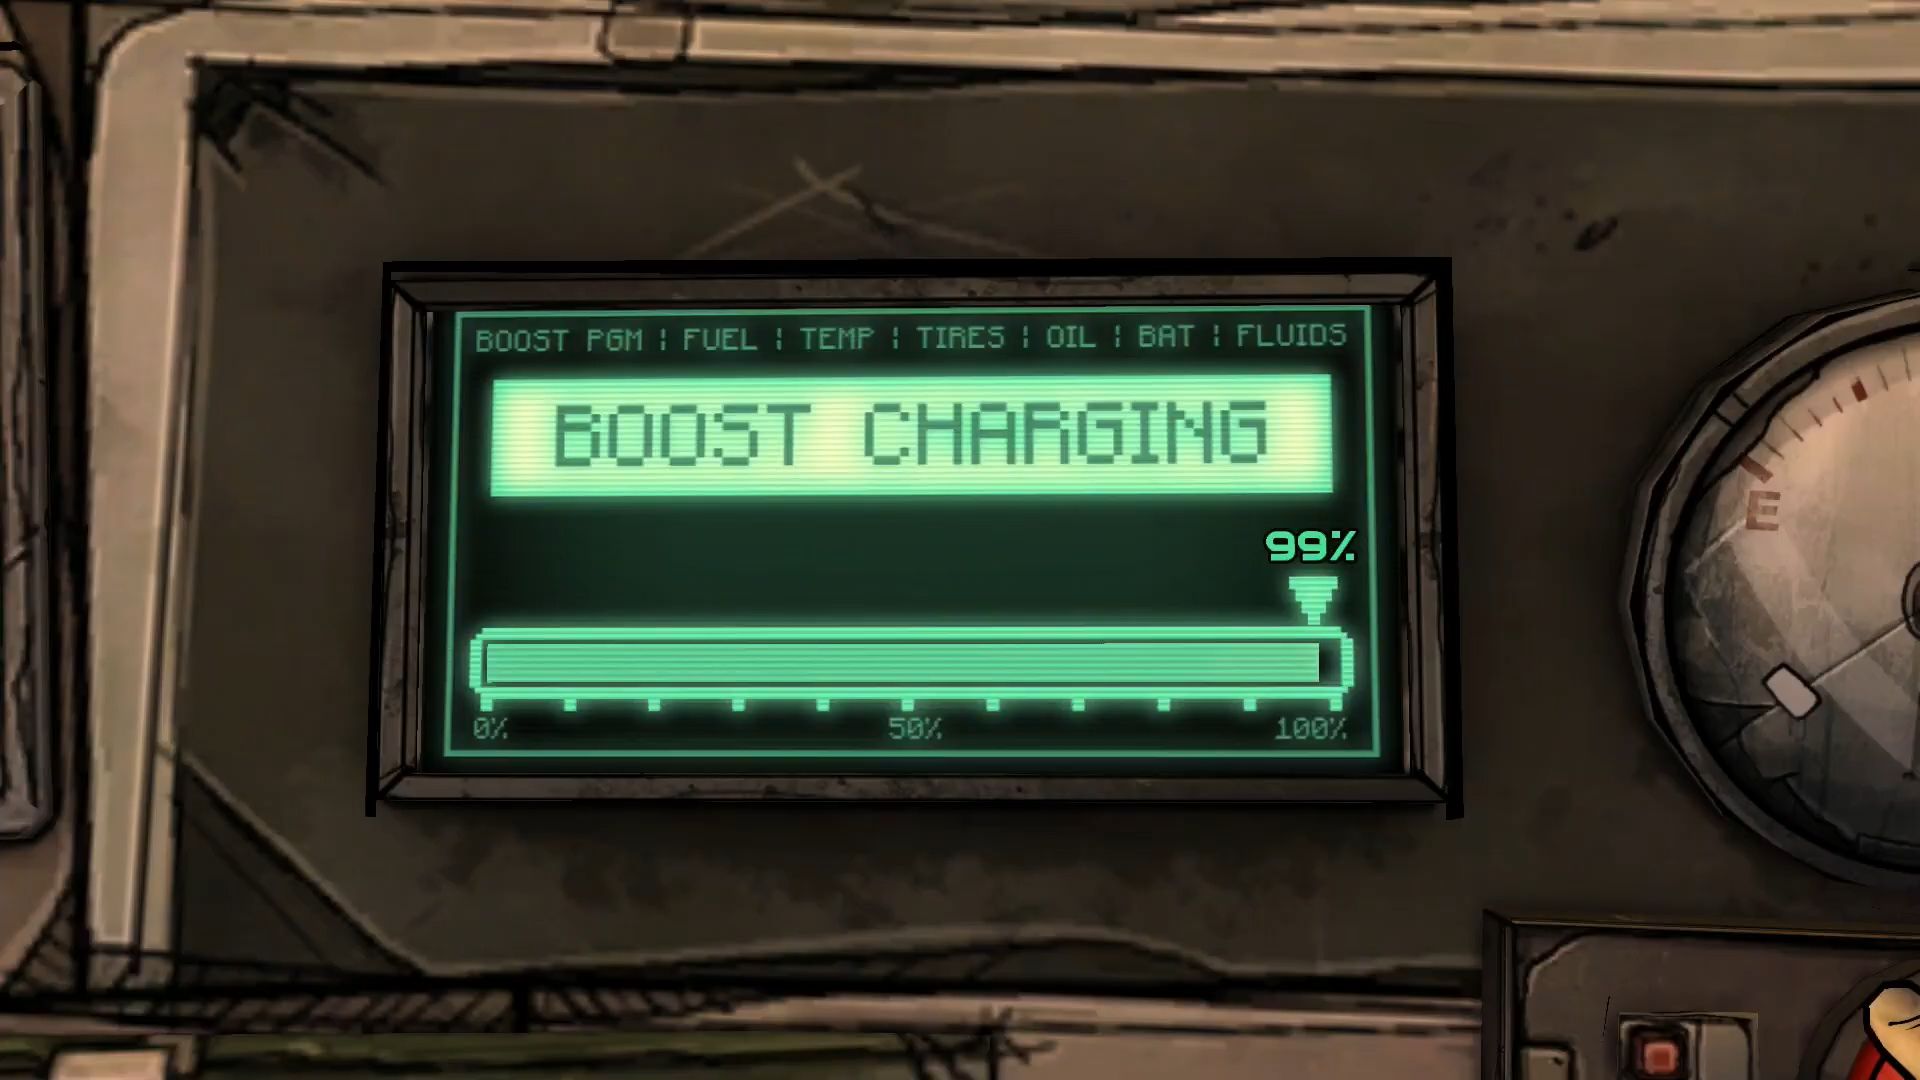 BOOST PGM ¦ FUEL ¦ TEMP ¦ TIRES ¦ OIL ¦ BAT ¦ FLUIDS
BOOST CHARGING
99%
0% 50% 100%
E